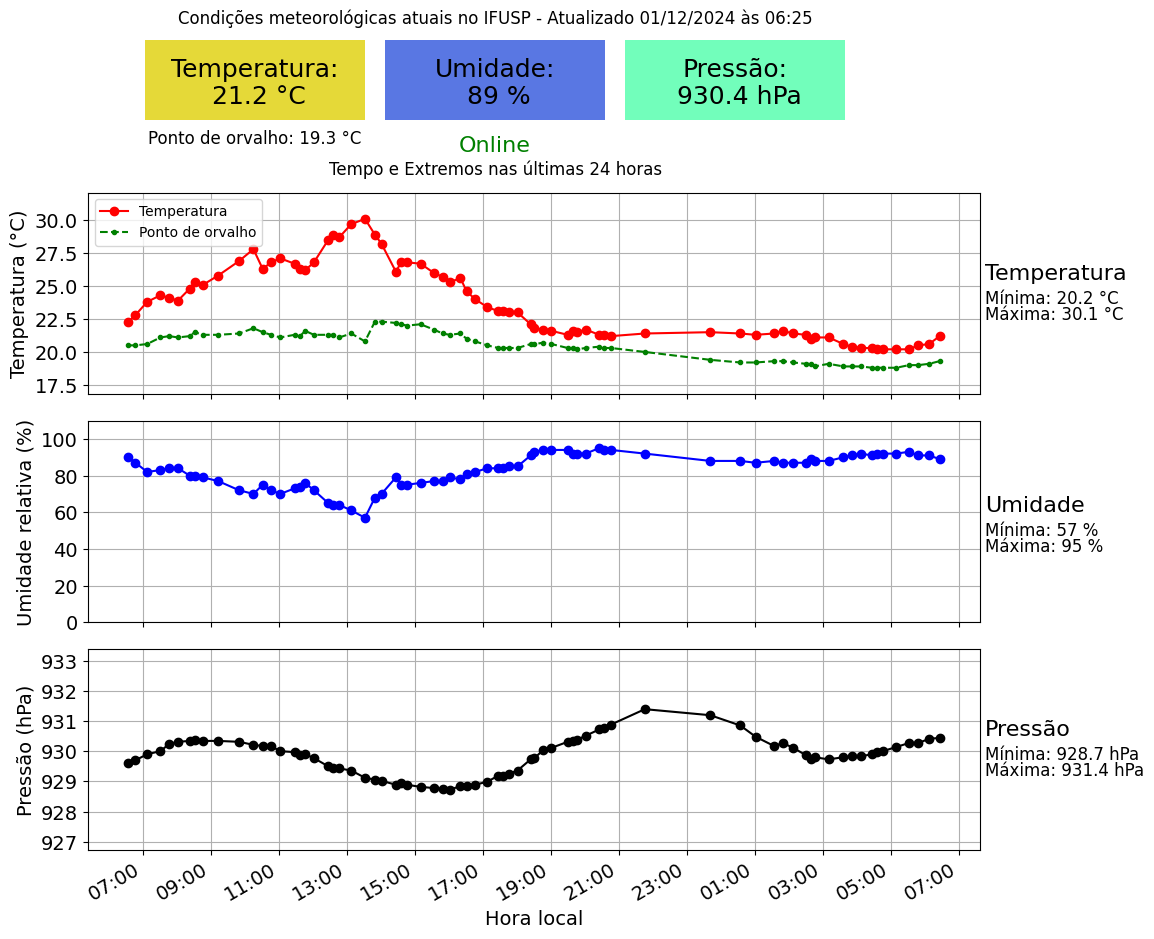 Condições meteorológicas atuais no IFUSP - Atualizado 01/12/2024 às 06:25
Temperatura:
21.2 °C
Umidade:
89 %
Pressão:
930.4 hPa
Ponto de orvalho: 19.3 °C
Online
Tempo e Extremos nas últimas 24 horas
Temperatura (°C)
30.0
27.5
25.0
22.5
20.0
17.5
Temperatura
Ponto de orvalho
Temperatura
Mínima: 20.2 °C
Máxima: 30.1 °C
Umidade relativa (%)
100
80
60
40
20
0
Umidade
Mínima: 57 %
Máxima: 95 %
Pressão (hPa)
933
932
931
930
929
928
927
Pressão
Mínima: 928.7 hPa
Máxima: 931.4 hPa
07:00 09:00 11:00 13:00 15:00 17:00 19:00 21:00 23:00 01:00 03:00 05:00 07:00
Hora local